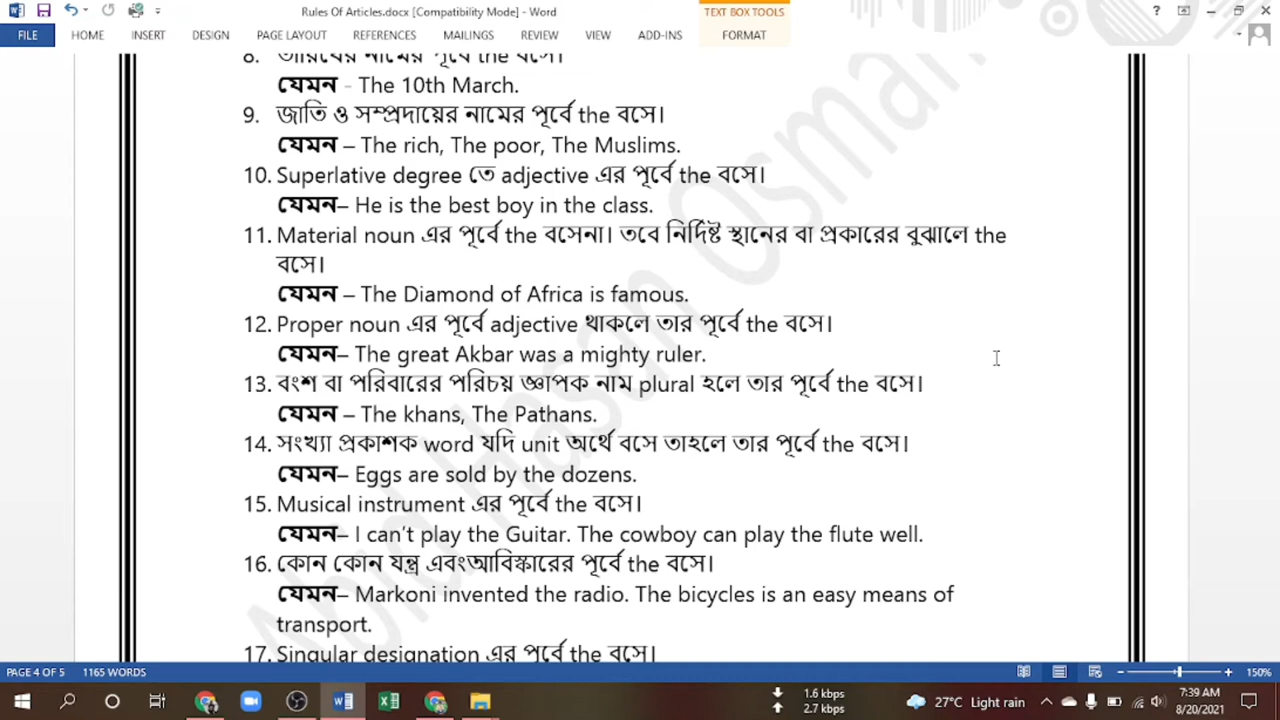 Rules Of Articles.docx [Compatibility Mode] - Word
TEXT BOX TOOLS
?
FILE HOME INSERT DESIGN PAGE LAYOUT REFERENCES MAILINGS REVIEW VIEW ADD-INS FORMAT
8. তারিখের নামের পূর্বে the বসে।
যেমন - The 10th March.
9. জাতি ও সম্প্রদায়ের নামের পূর্বে the বসে।
যেমন – The rich, The poor, The Muslims.
10. Superlative degree তে adjective এর পূর্বে the বসে।
যেমন– He is the best boy in the class.
11. Material noun এর পূর্বে the বসেনা। তবে নির্দিষ্ট স্থানের বা প্রকারের বুঝালে the
বসে।
যেমন – The Diamond of Africa is famous.
12. Proper noun এর পূর্বে adjective থাকলে তার পূর্বে the বসে।
যেমন– The great Akbar was a mighty ruler.
13. বংশ বা পরিবারের পরিচয় জ্ঞাপক নাম plural হলে তার পূর্বে the বসে।
যেমন – The khans, The Pathans.
14. সংখ্যা প্রকাশক word যদি unit অর্থে বসে তাহলে তার পূর্বে the বসে।
যেমন– Eggs are sold by the dozens.
15. Musical instrument এর পূর্বে the বসে।
যেমন– I can't play the Guitar. The cowboy can play the flute well.
16. কোন কোন যন্ত্র এবংআবিস্কারের পূর্বে the বসে।
যেমন– Markoni invented the radio. The bicycles is an easy means of
transport.
17. Singular designation এর পূর্বে the বসে।
Abid Hasan Osman
PAGE 4 OF 5 1165 WORDS 150%
1.6 kbps
2.7 kbps
27°C Light rain
7:39 AM
8/20/2021